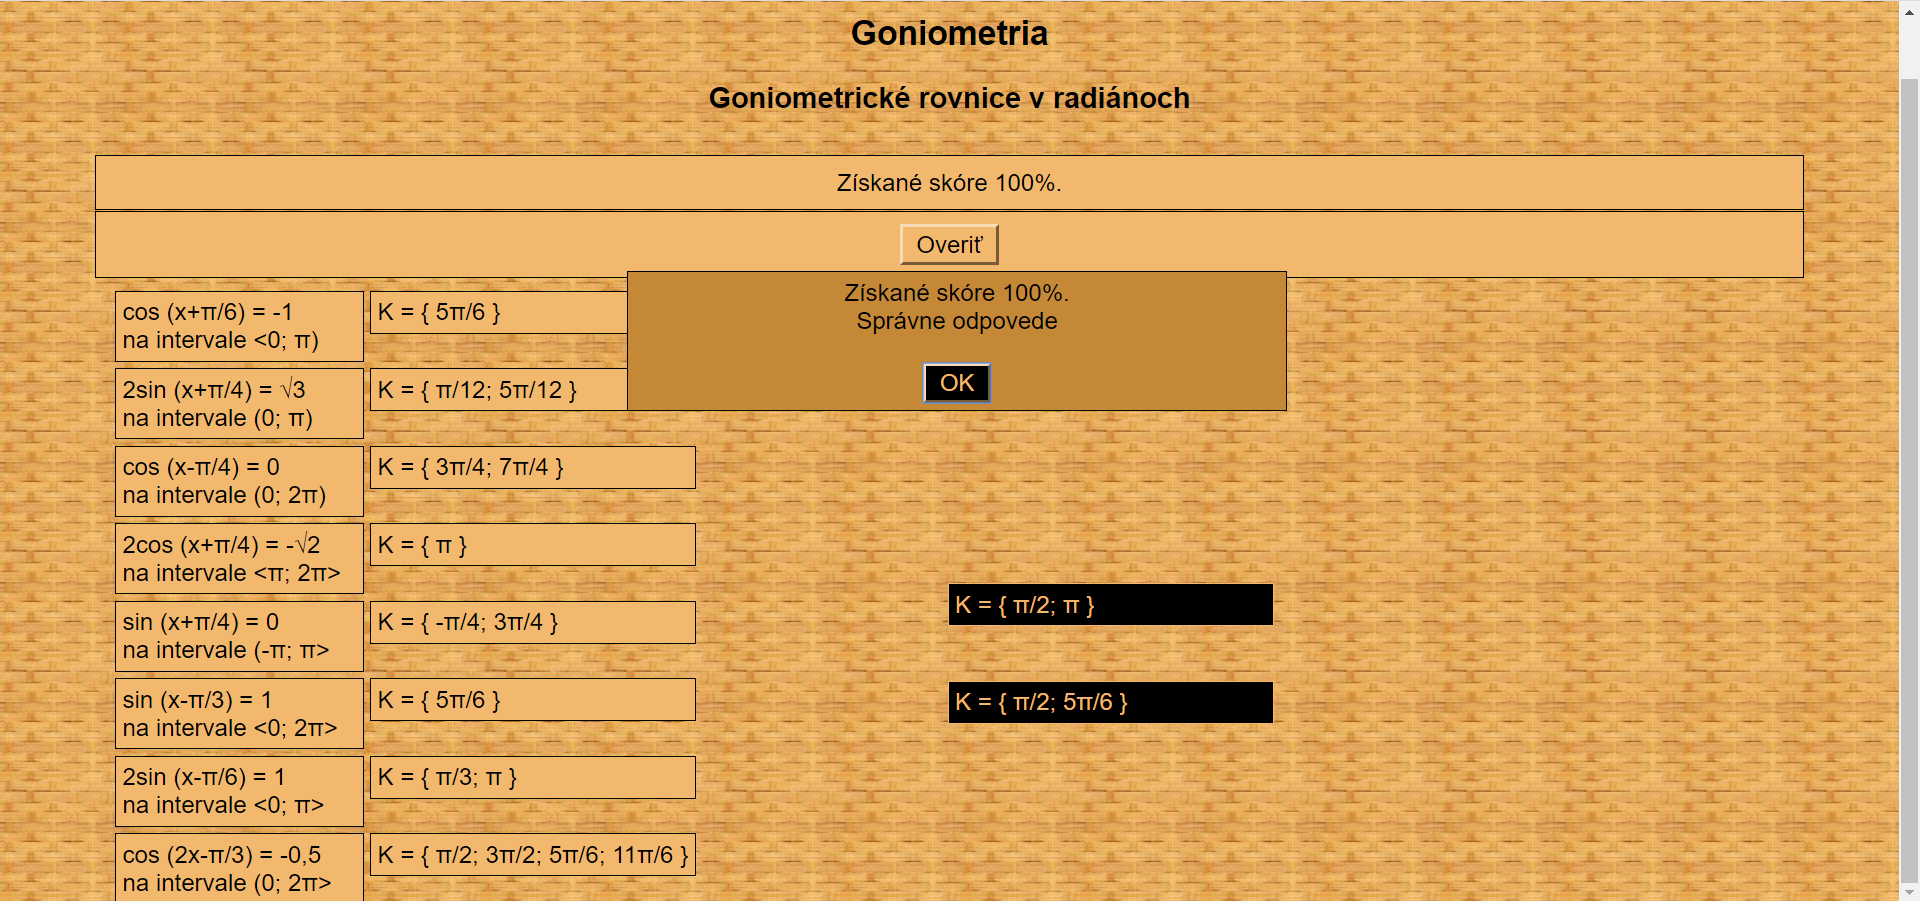 Goniometria
Goniometrické rovnice v radiánoch
Získané skóre 100%.
Overiť
Získané skóre 100%.
Správne odpovede
OK
cos (x+π/6) = -1
na intervale <0; π)
K = { 5π/6 }
2sin (x+π/4) = √3
na intervale (0; π)
K = { π/12; 5π/12 }
cos (x-π/4) = 0
na intervale (0; 2π)
K = { 3π/4; 7π/4 }
2cos (x+π/4) = -√2
na intervale <π; 2π>
K = { π }
sin (x+π/4) = 0
na intervale (-π; π>
K = { -π/4; 3π/4 }
sin (x-π/3) = 1
na intervale <0; 2π>
K = { 5π/6 }
2sin (x-π/6) = 1
na intervale <0; π>
K = { π/3; π }
cos (2x-π/3) = -0,5
na intervale (0; 2π>
K = { π/2; 3π/2; 5π/6; 11π/6 }
K = { π/2; π }
K = { π/2; 5π/6 }